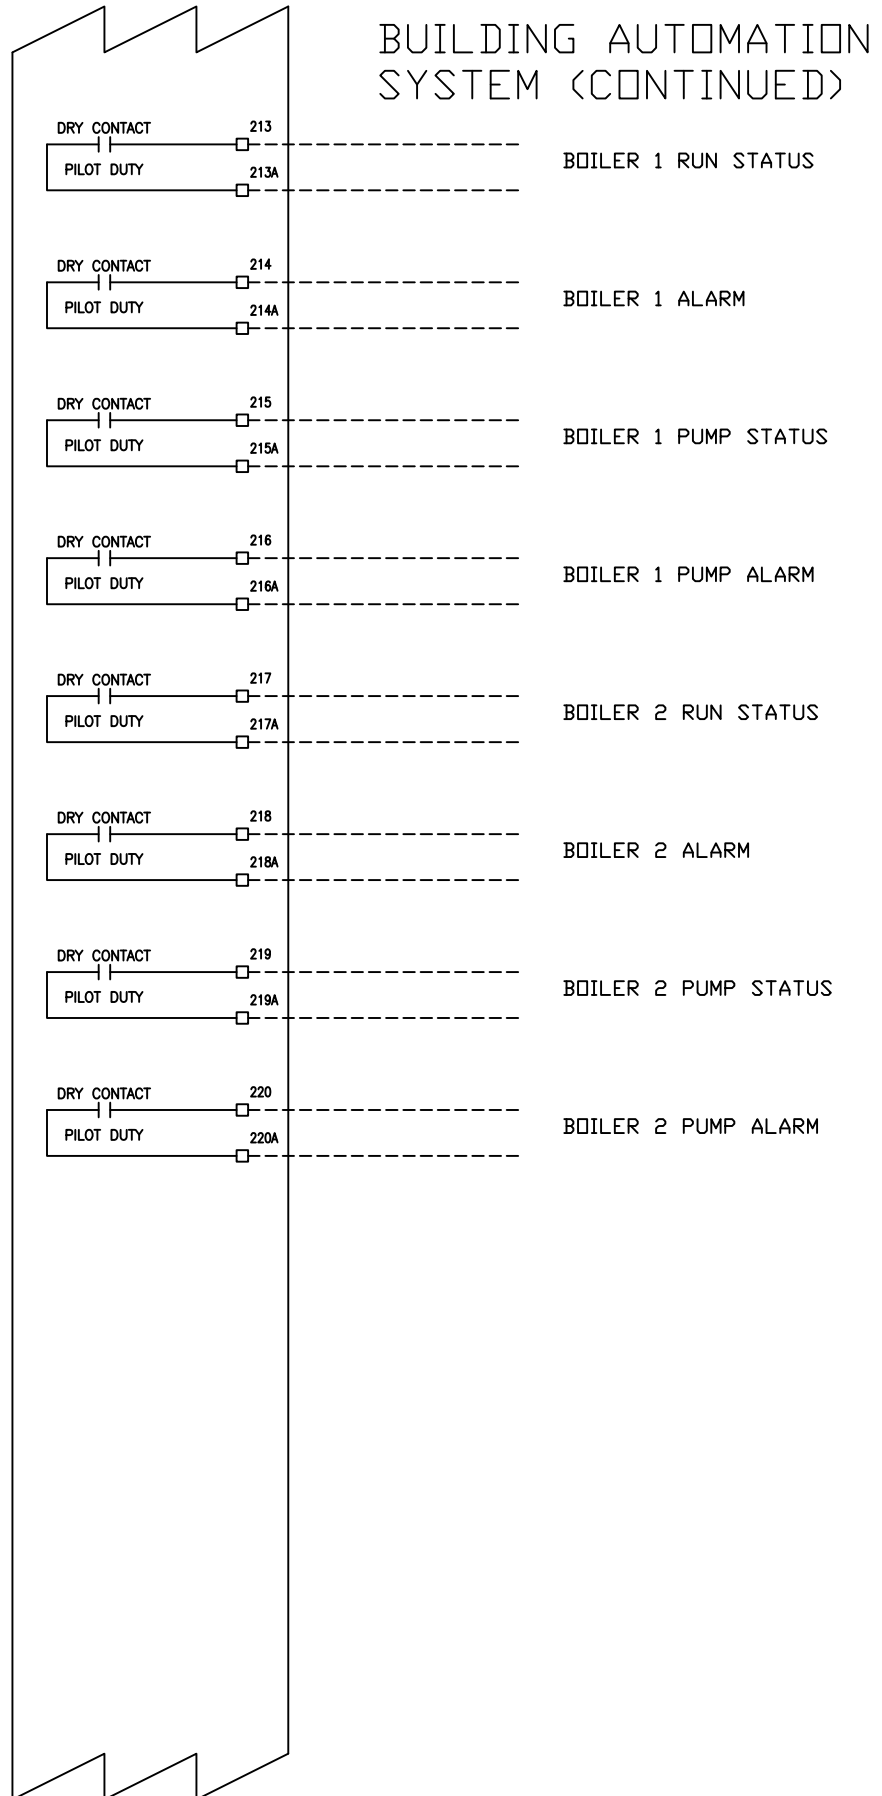 BUILDING AUTOMATION
SYSTEM (CONTINUED)
DRY CONTACT
213
PILOT DUTY
213A
BOILER 1 RUN STATUS
DRY CONTACT
214
PILOT DUTY
214A
BOILER 1 ALARM
DRY CONTACT
215
PILOT DUTY
215A
BOILER 1 PUMP STATUS
DRY CONTACT
216
PILOT DUTY
216A
BOILER 1 PUMP ALARM
DRY CONTACT
217
PILOT DUTY
217A
BOILER 2 RUN STATUS
DRY CONTACT
218
PILOT DUTY
218A
BOILER 2 ALARM
DRY CONTACT
219
PILOT DUTY
219A
BOILER 2 PUMP STATUS
DRY CONTACT
220
PILOT DUTY
220A
BOILER 2 PUMP ALARM